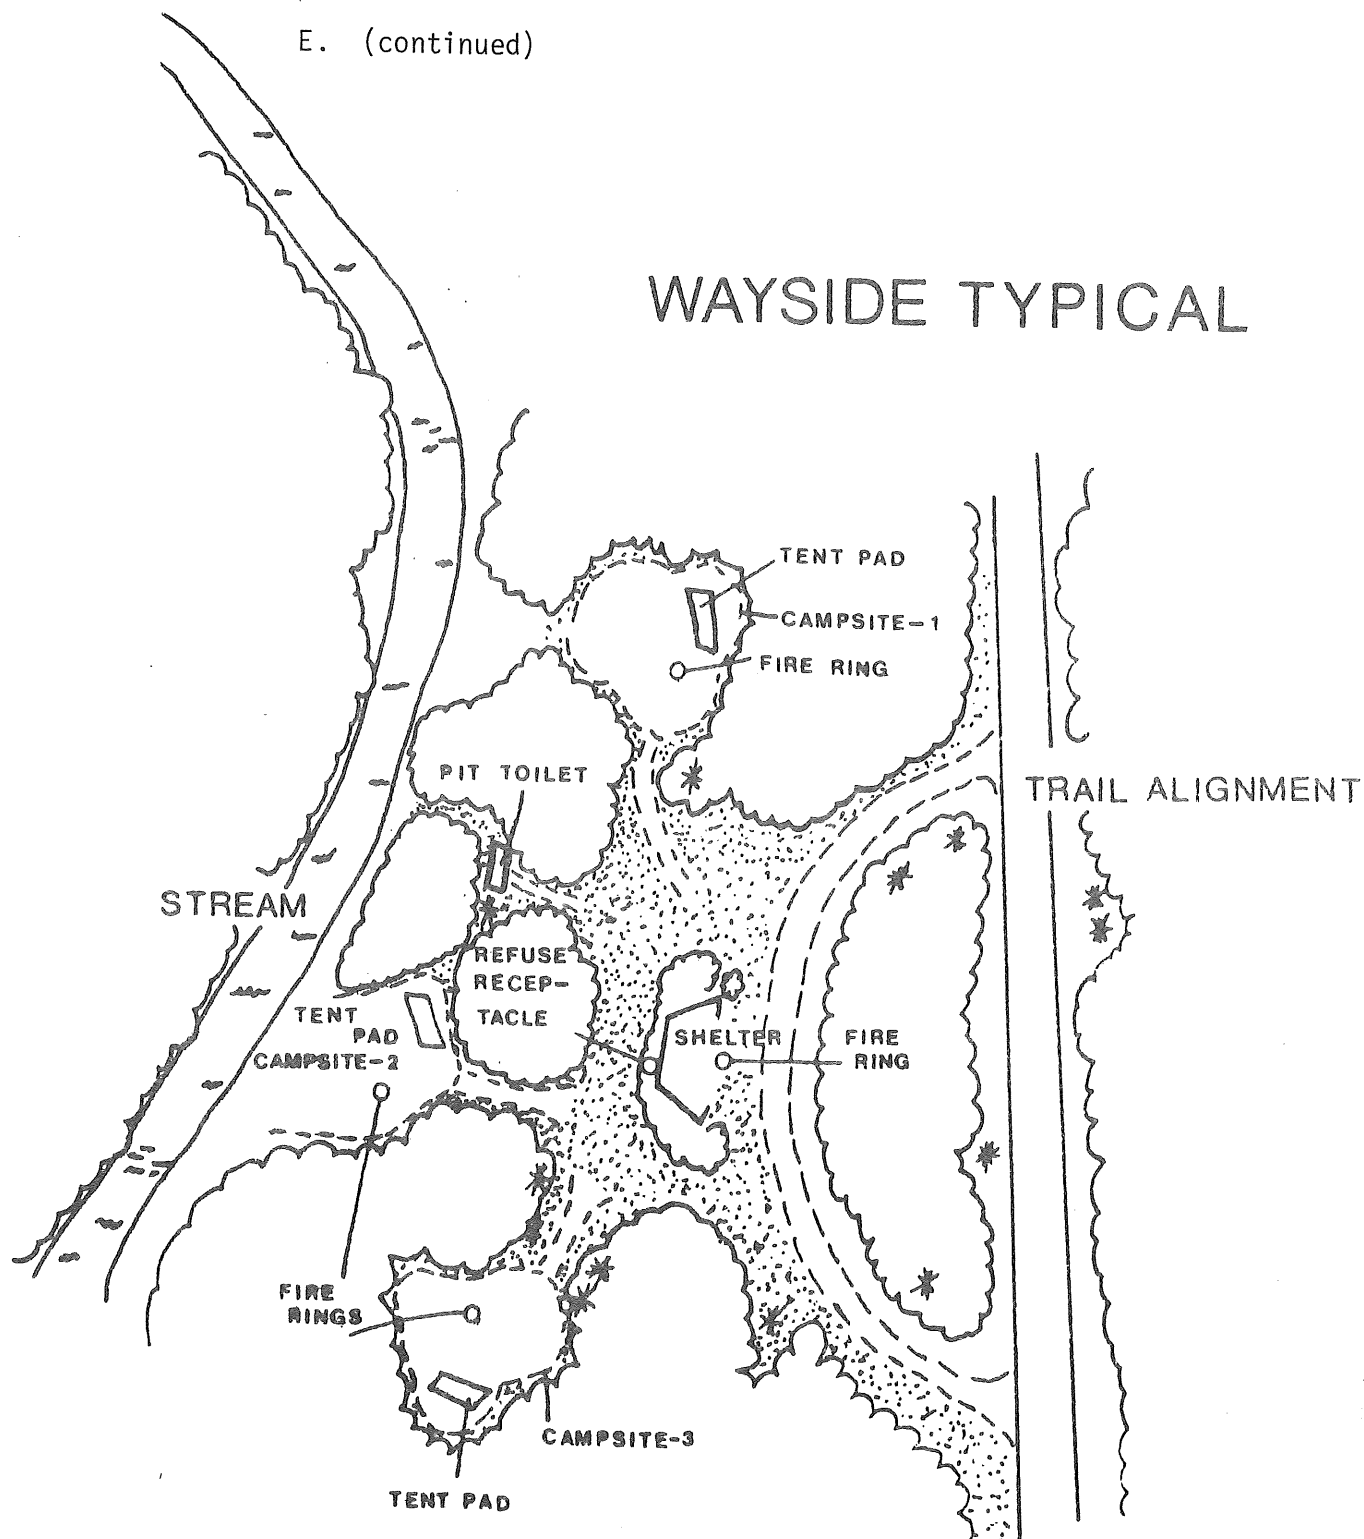 E. (continued)
WAYSIDE TYPICAL
TENT PAD
CAMPSITE-1
FIRE RING
PIT TOILET
TRAIL ALIGNMENT
STREAM
REFUSE
RECEP-
TACLE
TENT
PAD
CAMPSITE-2
SHELTER
FIRE
RING
FIRE
RINGS
CAMPSITE-3
TENT PAD